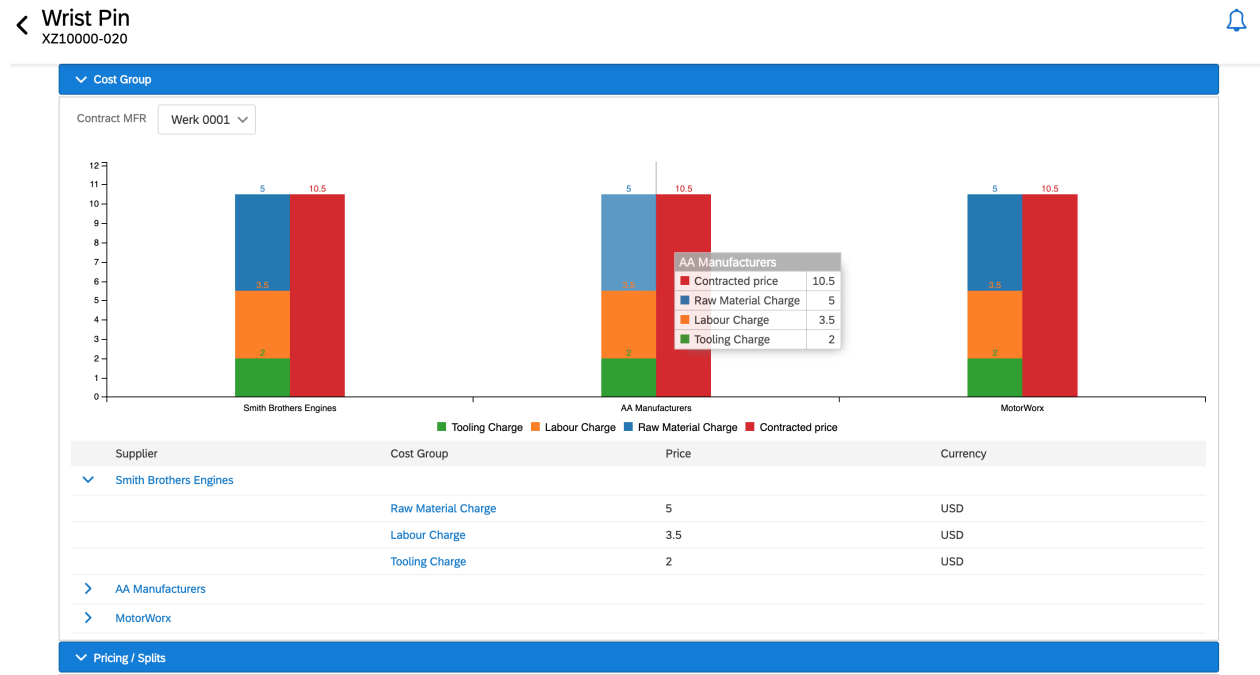 Wrist Pin
XZ10000-020
Cost Group
Contract MFR Werk 0001
12
11
10
9
8
7
6
5
4
3
2
1
0
5 10.5
3.5
2
5 10.5
3.5
2
5 10.5
3.5
2
AA Manufacturers
Contracted price 10.5
Raw Material Charge 5
Labour Charge 3.5
Tooling Charge 2
Smith Brothers Engines AA Manufacturers MotorWorx
Tooling Charge Labour Charge Raw Material Charge Contracted price
Supplier Cost Group Price Currency
Smith Brothers Engines
Raw Material Charge 5 USD
Labour Charge 3.5 USD
Tooling Charge 2 USD
AA Manufacturers
MotorWorx
Pricing / Splits